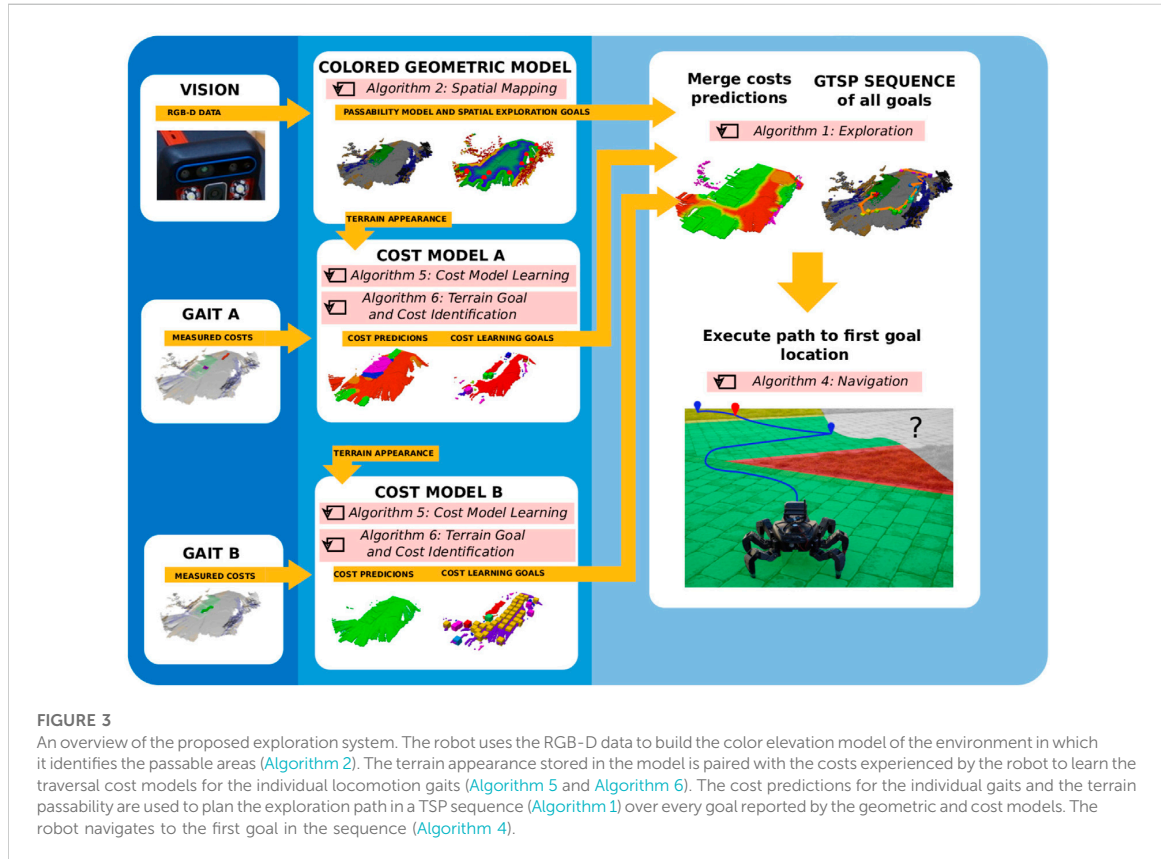 VISION
RGB-D DATA
GAIT A
MEASURED COSTS
GAIT B
MEASURED COSTS
COLORED GEOMETRIC MODEL
Algorithm 2: Spatial Mapping
PASSABILITY MODEL AND SPATIAL EXPLORATION GOALS
TERRAIN APPEARANCE
COST MODEL A
Algorithm 5: Cost Model Learning
Algorithm 6: Terrain Goal
and Cost Identification
COST PREDICIONS COST LEARNING GOALS
TERRAIN APPEARANCE
COST MODEL B
Algorithm 5: Cost Model Learning
Algorithm 6: Terrain Goal
and Cost Identification
COST PREDICIONS COST LEARNING GOALS
Merge costs
predictions
GTSP SEQUENCE
of all goals
Algorithm 1: Exploration
Execute path to first goal
location
Algorithm 4: Navigation
?
FIGURE 3
An overview of the proposed exploration system. The robot uses the RGB-D data to build the color elevation model of the environment in which
it identifies the passable areas (Algorithm 2). The terrain appearance stored in the model is paired with the costs experienced by the robot to learn the
traversal cost models for the individual locomotion gaits (Algorithm 5 and Algorithm 6). The cost predictions for the individual gaits and the terrain
passability are used to plan the exploration path in a TSP sequence (Algorithm 1) over every goal reported by the geometric and cost models. The
robot navigates to the first goal in the sequence (Algorithm 4).